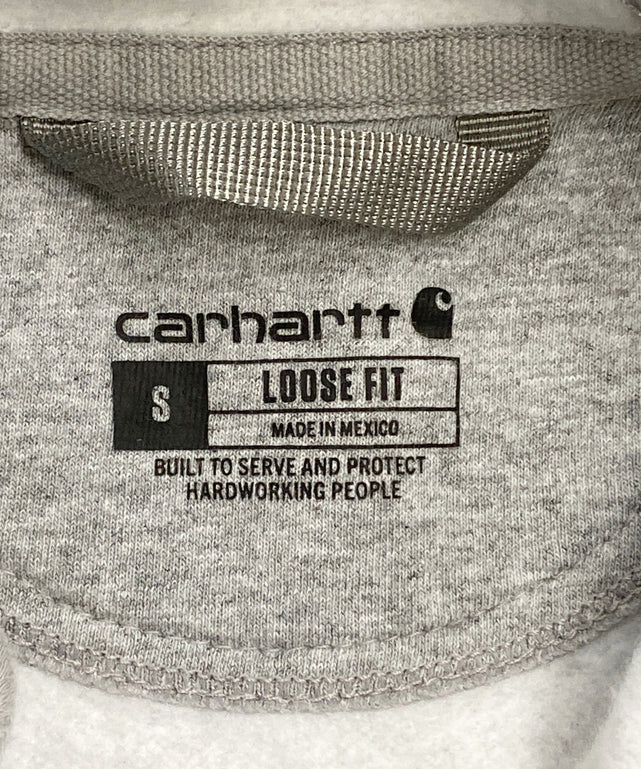 carhartt
S
LOOSE FIT
MADE IN MEXICO
BUILT TO SERVE AND PROTECT
HARDWORKING PEOPLE